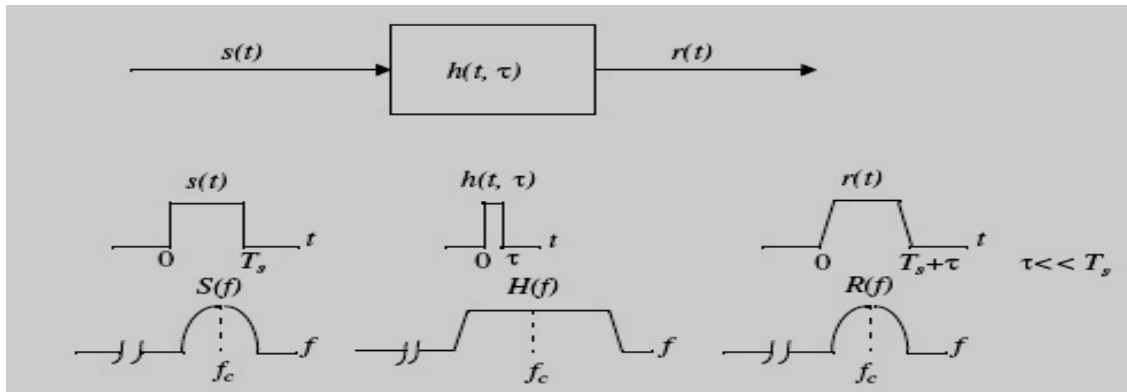 s(t)
h(t, τ)
r(t)
s(t)
h(t, τ)
r(t)
t
t
t
0
T_s
0
τ
0
T_s+τ
τ<< T_s
S(f)
H(f)
R(f)
f
f
f
f_c
f_c
f_c